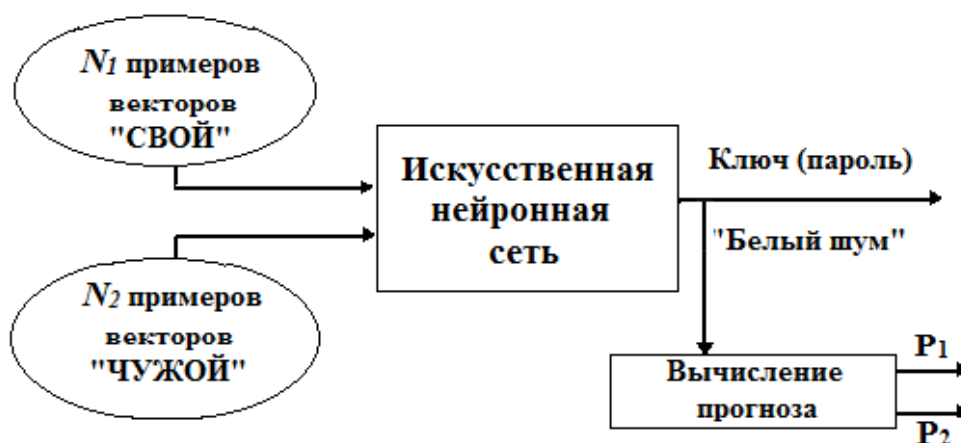 N1 примеров
векторов
"СВОЙ"
Искусственная
нейронная
сеть
Ключ (пароль)
"Белый шум"
N2 примеров
векторов
"ЧУЖОЙ"
Вычисление
прогноза
P1
P2